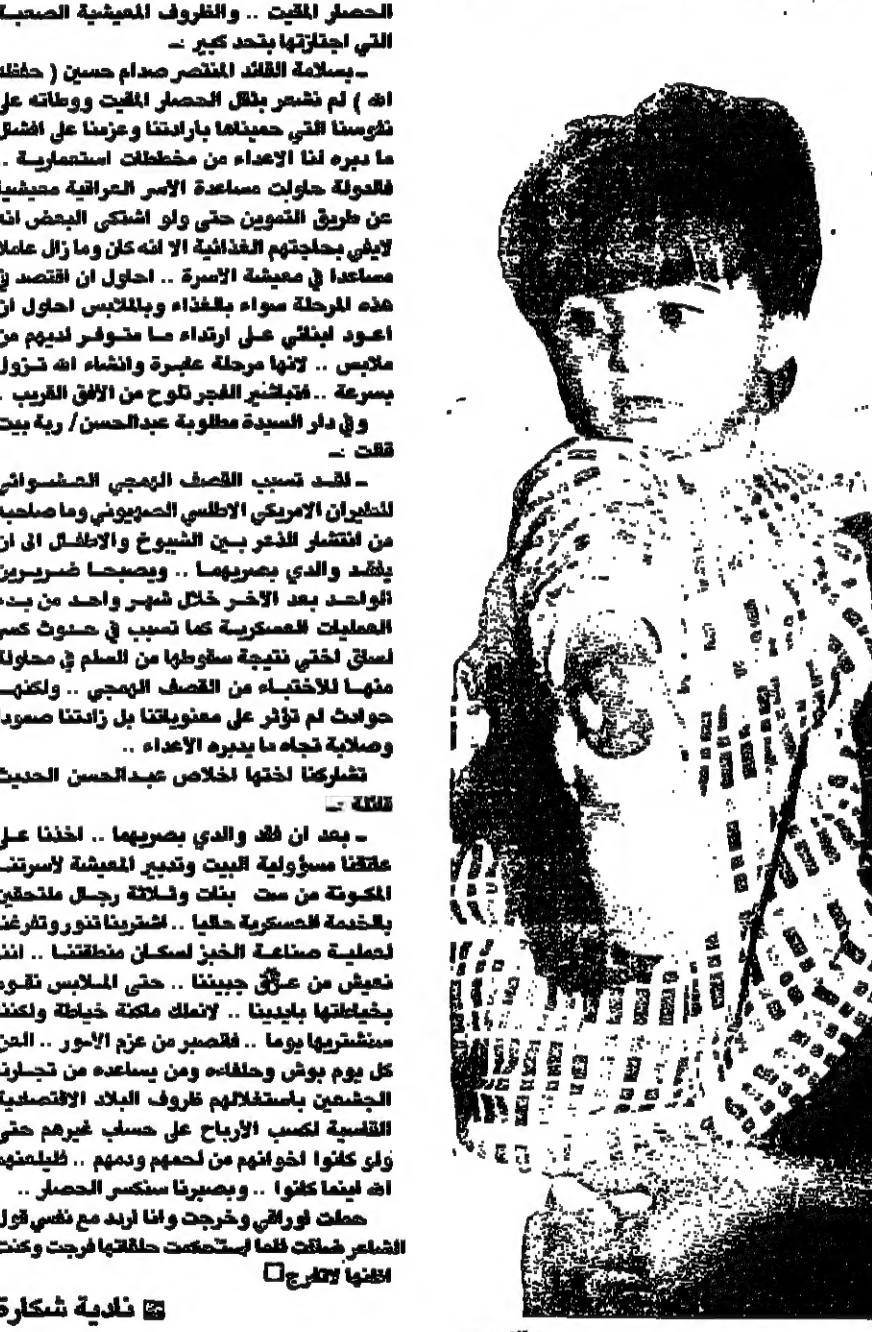 الحصار المقيت .. والظروف المعيشية الصعبة
التي اجتازتها بتحد كبير :ـ
ـ بسلامة القائد المنتصر صدام حسين ( حفظه
الله ) لم نشعر بثقل الحصار المقيت ووطاته على
نفوسنا التي حميناها بارادتنا وعزمنا على افشال
ما دبره لنا الاعداء من مخططات استعمارية ..
فالدولة حاولت مساعدة الاسر العراقية معيشيا
عن طريق التموين حتى ولو اشتكى البعض انه
لايفي بحاجتهم الغذائية الا انه كان وما زال عاملا
مساعدا في معيشة الاسرة .. احاول ان اقتصد في
هذه المرحلة سواء بالغذاء وبالملابس احاول ان
اعود ابنائي على ارتداء ما متوفر لديهم من
ملابس .. لانها مرحلة عابرة وانشاء الله تزول
بسرعة .. فتباشير الفجر تلوح من الافق القريب .
وفي دار السيدة مطلوبة عبدالحسن / ربة بيت
قالت :ـ
ـ لقد تسبب القصف الهمجي العشوائي
للطيران الامريكي الاطلسي الصهيوني وما صاحبه
من انتشار الذعر بين الشيوخ والاطفال الى ان
يفقد والدي بصريهما .. ويصبحا ضريرين
الواحد بعد الآخر خلال شهر واحد من بدء
العمليات العسكرية كما تسبب في حدوث كسر
لساق اختي نتيجة سقوطها من السلم في محاولة
منها للاختباء من القصف الهمجي .. ولكنها
حوادث لم تؤثر على معنوياتنا بل زادتنا صمودا
وصلابة تجاه ما يدبره الأعداء ..
تشاركنا اختها اخلاص عبدالحسن الحديث
قائلة :ـ
ـ بعد ان فقد والدي بصريهما .. اخذنا على
عاتقنا مسؤولية البيت وتدبير المعيشة لاسرتنا
المكونة من ست بنات وثلاثة رجال ملتحقين
بالخدمة العسكرية حاليا .. اشترينا تنور وتفرغنا
لعملية صناعة الخبز لسكان منطقتنا .. اننا
نعيش من عرق جبيننا .. حتى الملابس نقوم
بخياطتها بايدينا .. لانملك ماكنة خياطة ولكننا
سنشتريها يوما .. فالصبر من عزم الأمور .. العن
كل يوم بوش وحلفاءه ومن يساعده من تجارنا
الجشعين باستغلالهم ظروف البلاد الاقتصادية
القاسية لكسب الأرباح على حساب غيرهم حتى
ولو كانوا اخوانهم من لحمهم ودمهم .. فليلعنهم
الله اينما كانوا .. وبصبرنا سنكسر الحصار ..
حملت اوراقي وخرجت وانا اردد مع نفسي قول
الشاعر ضاقت فلما استحكمت حلقاتها فرجت وكنت
اظنها لاتفرج□
نادية شكارة